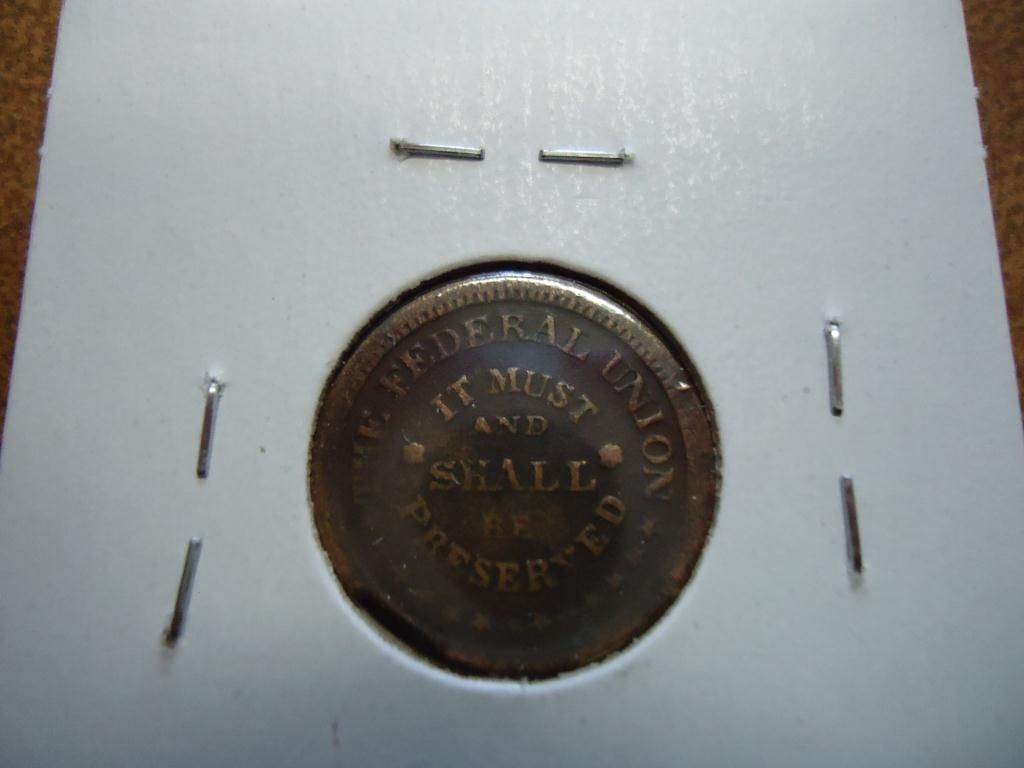 THE FEDERAL UNION
IT MUST
AND
SHALL
BE
PRESERVED